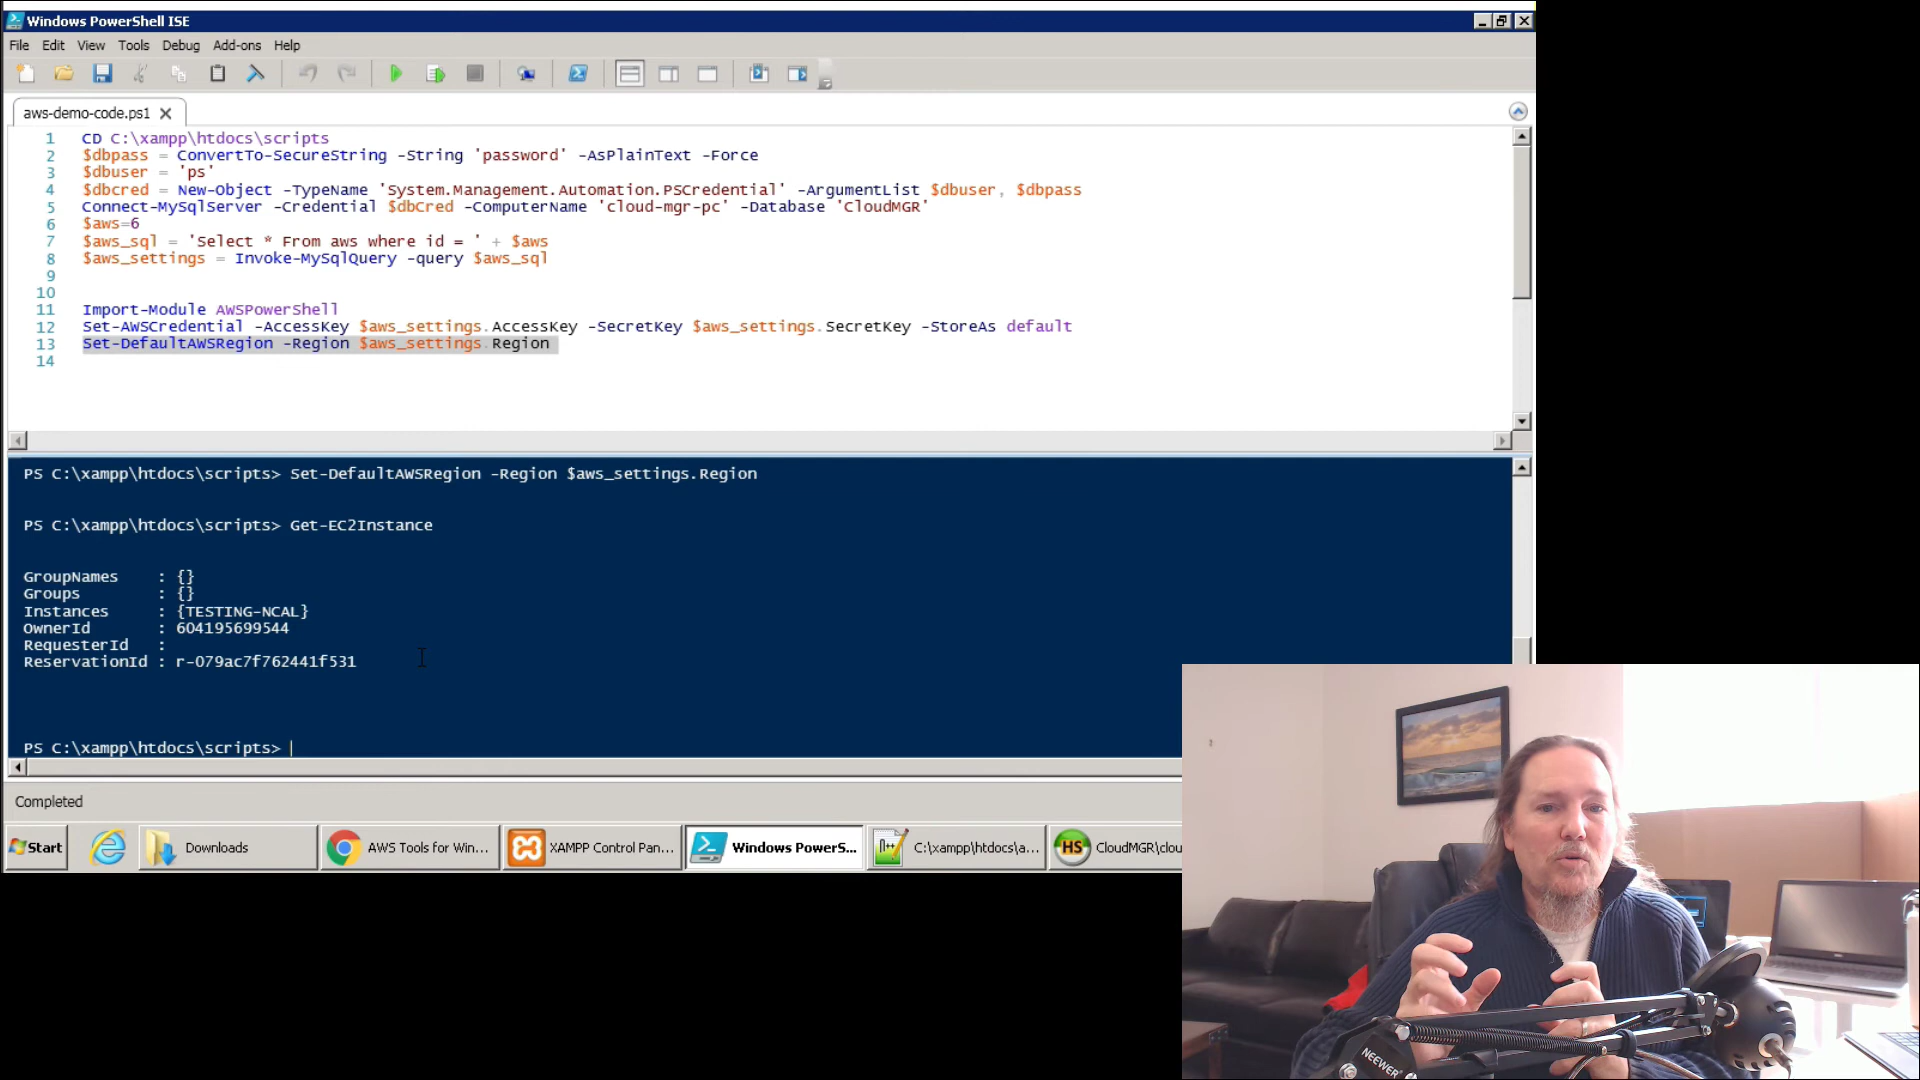 Windows PowerShell ISE
File Edit View Tools Debug Add-ons Help
aws-demo-code.ps1
1 CD C:\xampp\htdocs\scripts
2 $dbpass = ConvertTo-SecureString -String 'password' -AsPlainText -Force
3 $dbuser = 'ps'
4 $dbcred = New-Object -TypeName 'System.Management.Automation.PSCredential' -ArgumentList $dbuser, $dbpass
5 Connect-MySqlServer -Credential $dbCred -ComputerName 'cloud-mgr-pc' -Database 'CloudMGR'
6 $aws=6
7 $aws_sql = 'Select * From aws where id = ' + $aws
8 $aws_settings = Invoke-MySqlQuery -query $aws_sql
9
10
11 Import-Module AWSPowerShell
12 Set-AWSCredential -AccessKey $aws_settings.AccessKey -SecretKey $aws_settings.SecretKey -StoreAs default
13 Set-DefaultAWSRegion -Region $aws_settings.Region
14
PS C:\xampp\htdocs\scripts> Set-DefaultAWSRegion -Region $aws_settings.Region
PS C:\xampp\htdocs\scripts> Get-EC2Instance
GroupNames : {}
Groups : {}
Instances : {TESTING-NCAL}
OwnerId : 604195699544
RequesterId :
ReservationId : r-079ac7f762441f531
PS C:\xampp\htdocs\scripts>
Completed
Start Downloads AWS Tools for Win... XAMPP Control Pan... Windows PowerS... C:\xampp\htdocs\a... HS CloudMGR\clou
NEEWER